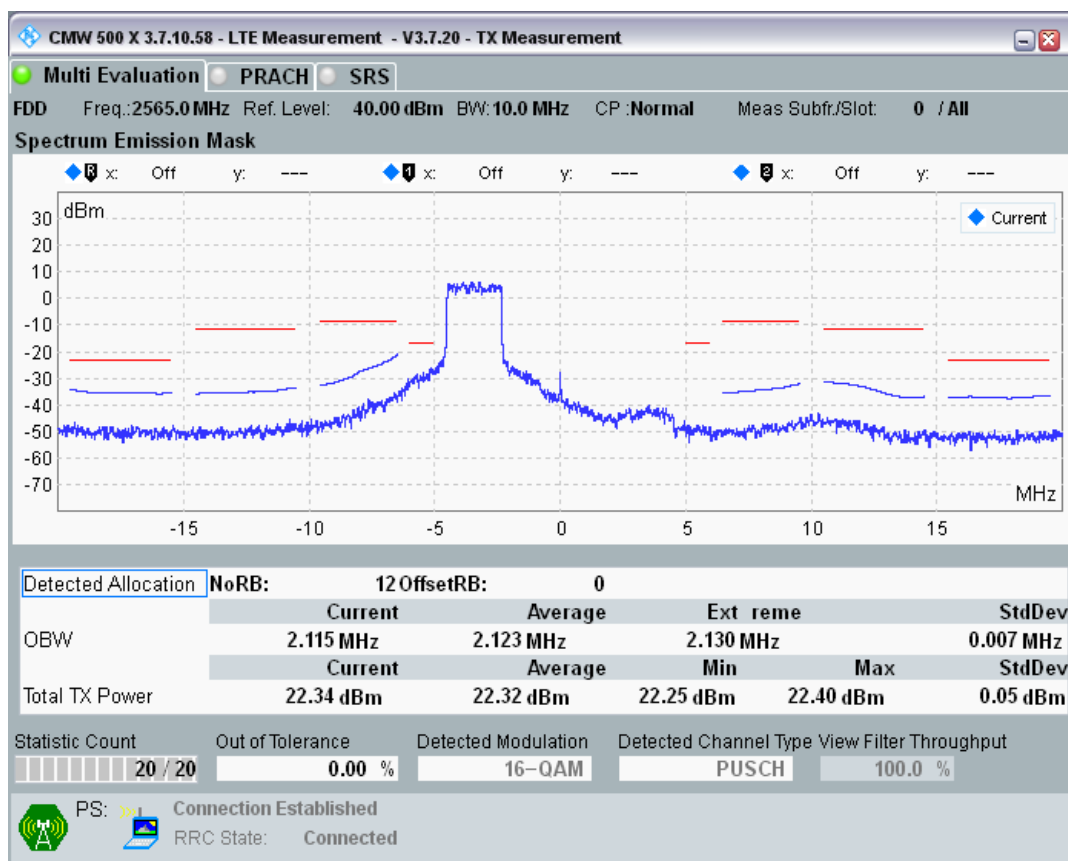 CMW 500 X 3.7.10.58 - LTE Measurement - V3.7.20 - TX Measurement
Multi Evaluation PRACH SRS
FDD Freq.:2565.0 MHz Ref. Level: 40.00 dBm BW: 10.0 MHz CP :Normal Meas Subfr./Slot: 0 / All
Spectrum Emission Mask
R x: Off y: --- 1 x: Off y: --- 2 x: Off y: ---
dBm
Current
30
20
10
0
-10
-20
-30
-40
-50
-60
-70
MHz
-15 -10 -5 0 5 10 15
Detected Allocation NoRB: 12 OffsetRB: 0
Current Average Ext reme StdDev
OBW 2.115 MHz 2.123 MHz 2.130 MHz 0.007 MHz
Current Average Min Max StdDev
Total TX Power 22.34 dBm 22.32 dBm 22.25 dBm 22.40 dBm 0.05 dBm
Statistic Count Out of Tolerance Detected Modulation Detected Channel Type View Filter Throughput
20 / 20 0.00 % 16-QAM PUSCH 100.0 %
PS: Connection Established
RRC State: Connected